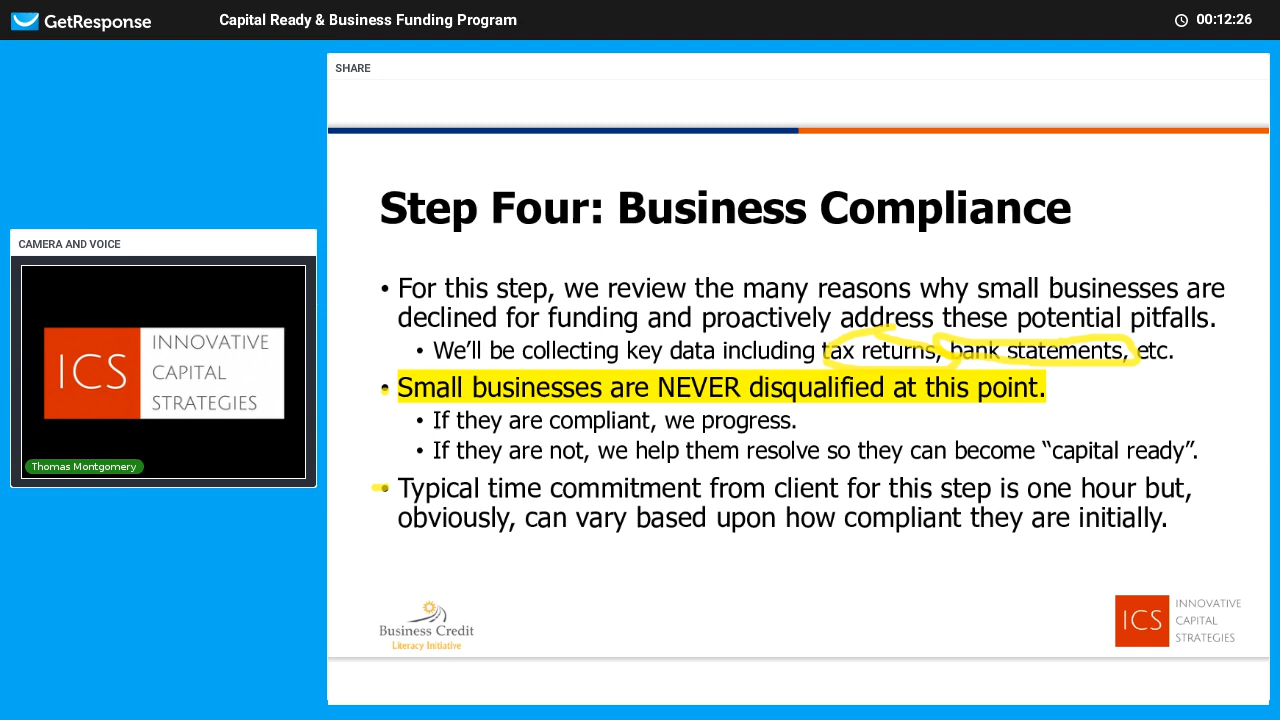 GetResponse
Capital Ready & Business Funding Program
00:12:26
SHARE
CAMERA AND VOICE
ICS
INNOVATIVE
CAPITAL
STRATEGIES
Thomas Montgomery
Step Four: Business Compliance
• For this step, we review the many reasons why small businesses are
declined for funding and proactively address these potential pitfalls.
• We’ll be collecting key data including tax returns, bank statements, etc.
• Small businesses are NEVER disqualified at this point.
• If they are compliant, we progress.
• If they are not, we help them resolve so they can become “capital ready”.
• Typical time commitment from client for this step is one hour but,
obviously, can vary based upon how compliant they are initially.
Business Credit
Literacy Initiative
ICS
INNOVATIVE
CAPITAL
STRATEGIES